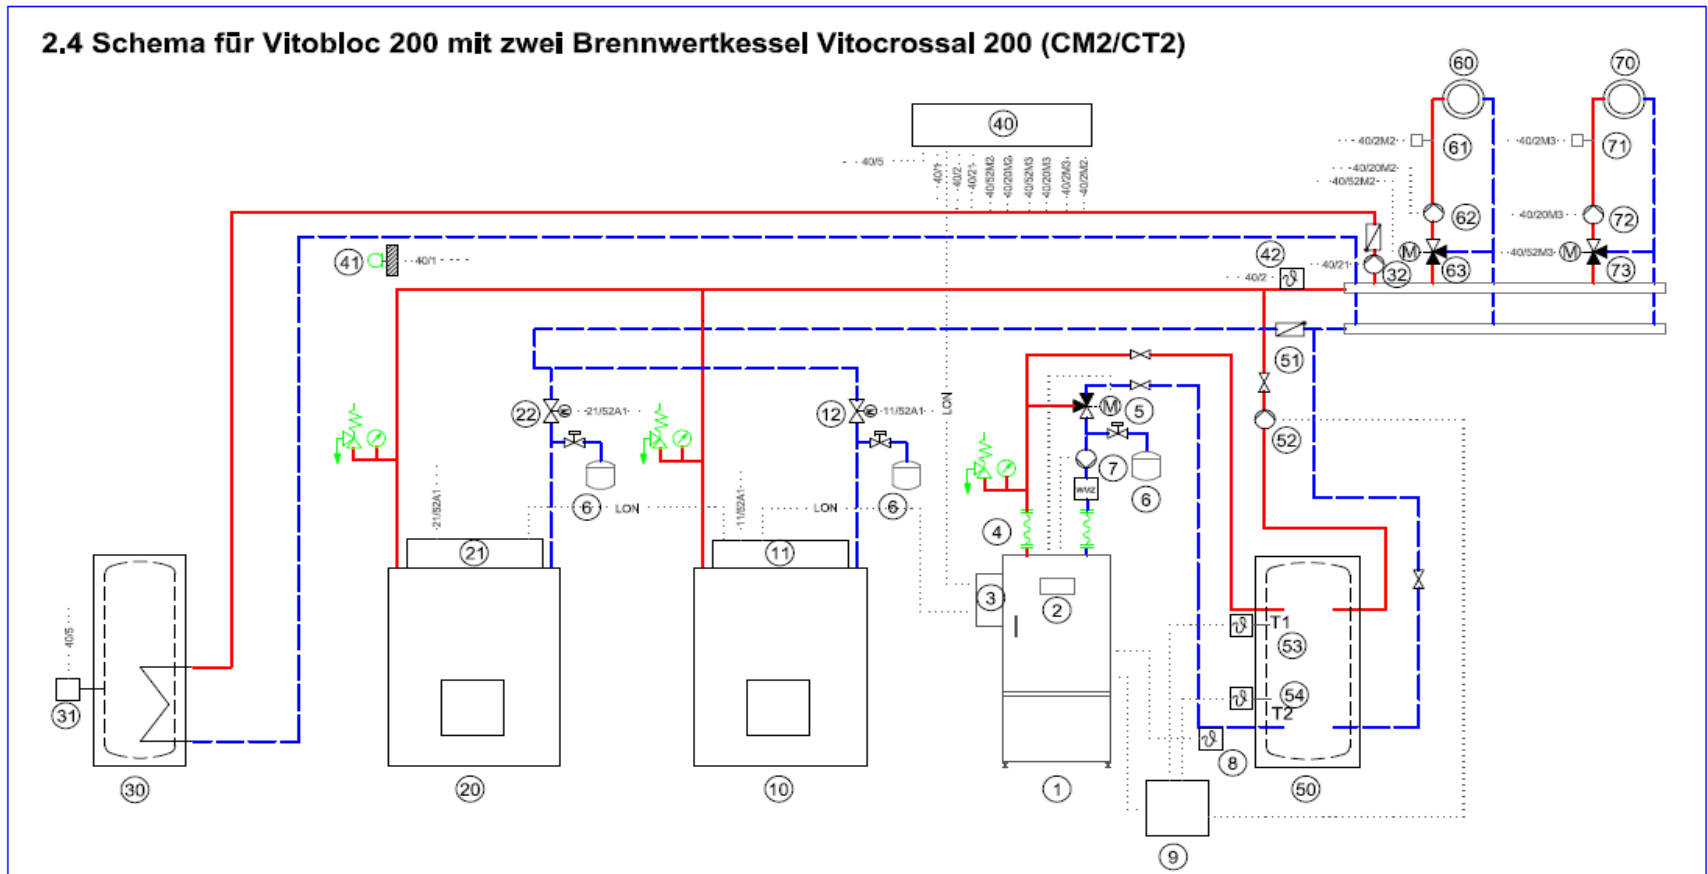 2.4 Schema für Vitobloc 200 mit zwei Brennwertkessel Vitocrossal 200 (CM2/CT2)
60
70
40
40/5
40/1
40/2
40/21
40/52M2
40/20M2
40/52M3
40/20M3
40/2M3
40/2M2
40/2M2
61
40/2M3
71
40/20M2
40/52M2
62
40/20M3
72
41
40/1
42
40/2
40/21
32
M
63
40/52M3
M
73
51
22
21/52A1
12
11/52A1
LON
M
5
52
7
WMZ
6
6
6
21/52A1
LON
11/52A1
LON
4
21
11
3
2
T1
53
54
T2
40/5
31
8
30
20
10
1
50
9